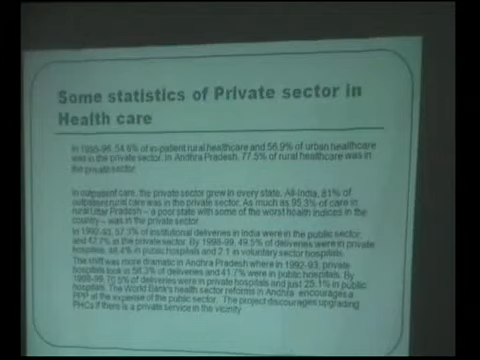 Some statistics of Private sector in
Health care
In 1998-99, 54.6% of in-patient rural healthcare and 56.9% of urban healthcare
was in the private sector. In Andhra Pradesh, 77.5% of rural healthcare was in
the private sector.
In outpatient care, the private sector grew in every state. All-India, 81% of
outpatient rural care was in the private sector. As much as 95.3% of care in
rural Uttar Pradesh – a poor state with some of the worst health indices in the
country – was in the private sector
In 1992-93, 57.3% of institutional deliveries in India were in the public sector,
and 42.7% in the private sector. By 1998-99, 49.5% of deliveries were in private
hospitals, 48.4% in public hospitals and 2.1 in voluntary sector hospitals.
The shift was more dramatic in Andhra Pradesh where in 1992-93, private
hospitals took in 58.3% of deliveries and 41.7% were in public hospitals. By
1998-99, 70.5% of deliveries were in private hospitals and just 25.1% in public
hospitals. The World Bank's health sector reforms in Andhra encourages a
PPP at the expense of the public sector. The project discourages upgrading
PHCs if there is a private service in the vicinity